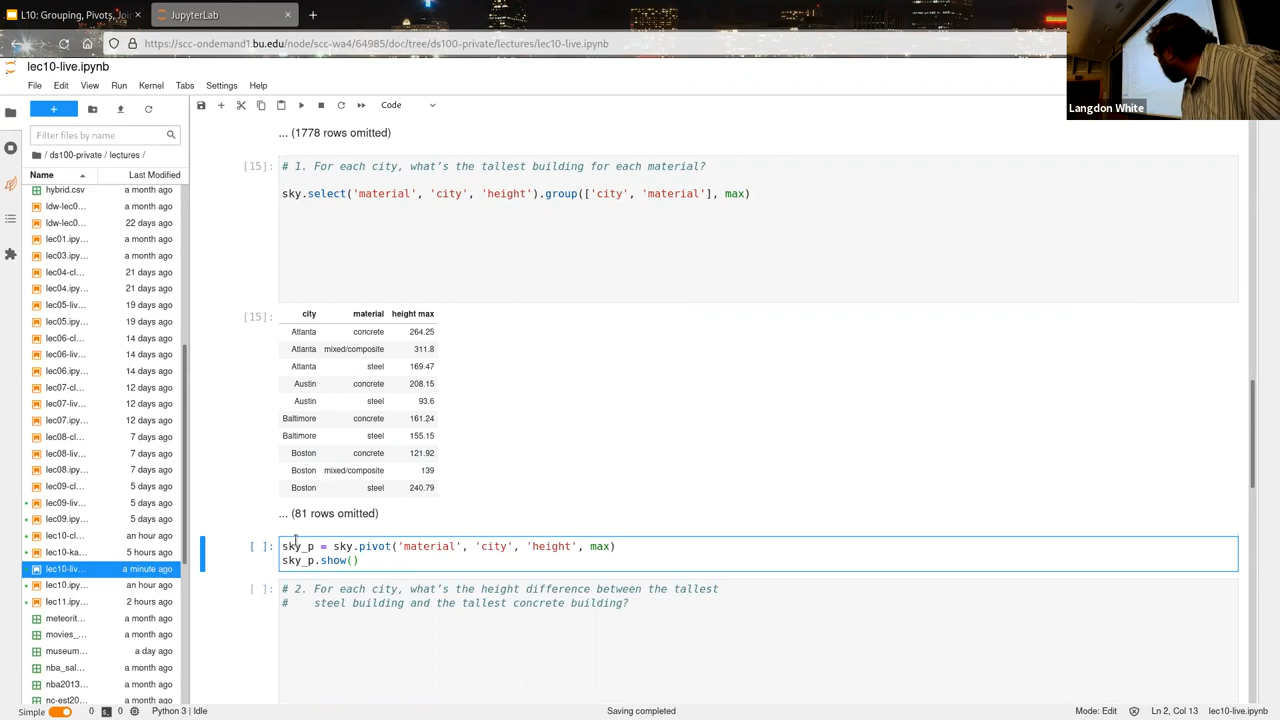 L10: Grouping, Pivots, Jo
JupyterLab
https://scc-ondemand1.bu.edu/node/scc-wa4/64985/doc/tree/ds100-private/lectures/lec10-live.ipynb
Langdon White
lec10-live.ipynb
File Edit View Run Kernel Tabs Settings Help
Code
Filter files by name
/ ds100-private / lectures /
Name Last Modified
hybrid.csv a month ago
ldw-lec0... a month ago
ldw-lec0... 22 days ago
lec01.ipy... a month ago
lec03.ipy... a month ago
lec04-cl... 21 days ago
lec04.ipy... 21 days ago
lec05-liv... 19 days ago
lec05.ipy... 19 days ago
lec06-cl... 14 days ago
lec06-liv... 14 days ago
lec06.ipy... 14 days ago
lec07-cl... 12 days ago
lec07-liv... 12 days ago
lec07.ipy... 12 days ago
lec08-cl... 7 days ago
lec08-liv... 7 days ago
lec08.ipy... 7 days ago
lec09-cl... 5 days ago
lec09-liv... 5 days ago
lec09.ipy... 5 days ago
lec10-cl... an hour ago
lec10-ka... 5 hours ago
lec10-liv... a minute ago
lec10.ipy... an hour ago
lec11.ipy... 2 hours ago
meteorit... a month ago
movies_... a month ago
museum... a day ago
nba_sal... a month ago
nba2013... a month ago
nc-est20... a month ago
... (1778 rows omitted)
[15]: # 1. For each city, what's the tallest building for each material?
sky.select('material', 'city', 'height').group(['city', 'material'], max)
[15]: city material height max
Atlanta concrete 264.25
Atlanta mixed/composite 311.8
Atlanta steel 169.47
Austin concrete 208.15
Austin steel 93.6
Baltimore concrete 161.24
Baltimore steel 155.15
Boston concrete 121.92
Boston mixed/composite 139
Boston steel 240.79
... (81 rows omitted)
[ ]: sky_p = sky.pivot('material', 'city', 'height', max)
sky_p.show()
[ ]: # 2. For each city, what's the height difference between the tallest
# steel building and the tallest concrete building?
Simple 0 0 Python 3 | Idle Saving completed Mode: Edit Ln 2, Col 13 lec10-live.ipynb